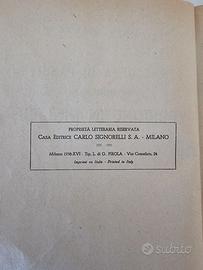 PROPRIETÀ LETTERARIA RISERVATA
CASA EDITRICE CARLO SIGNORELLI S. A. - MILANO
Milano 1938-XVI - Tip. L. di G. PIROLA - Via Comelico, 24
Imprimé en Italie - Printed in Italy
subito